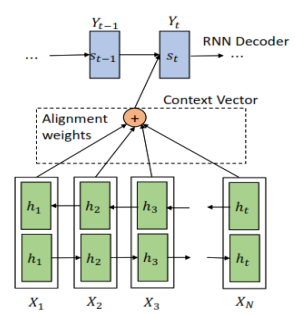 Y_{t-1} Y_t
RNN Decoder
... s_{t-1} s_t ...
Context Vector
Alignment
weights
+
h_1 h_2 h_3 h_t
h_1 h_2 h_3 h_t
X_1 X_2 X_3 X_N